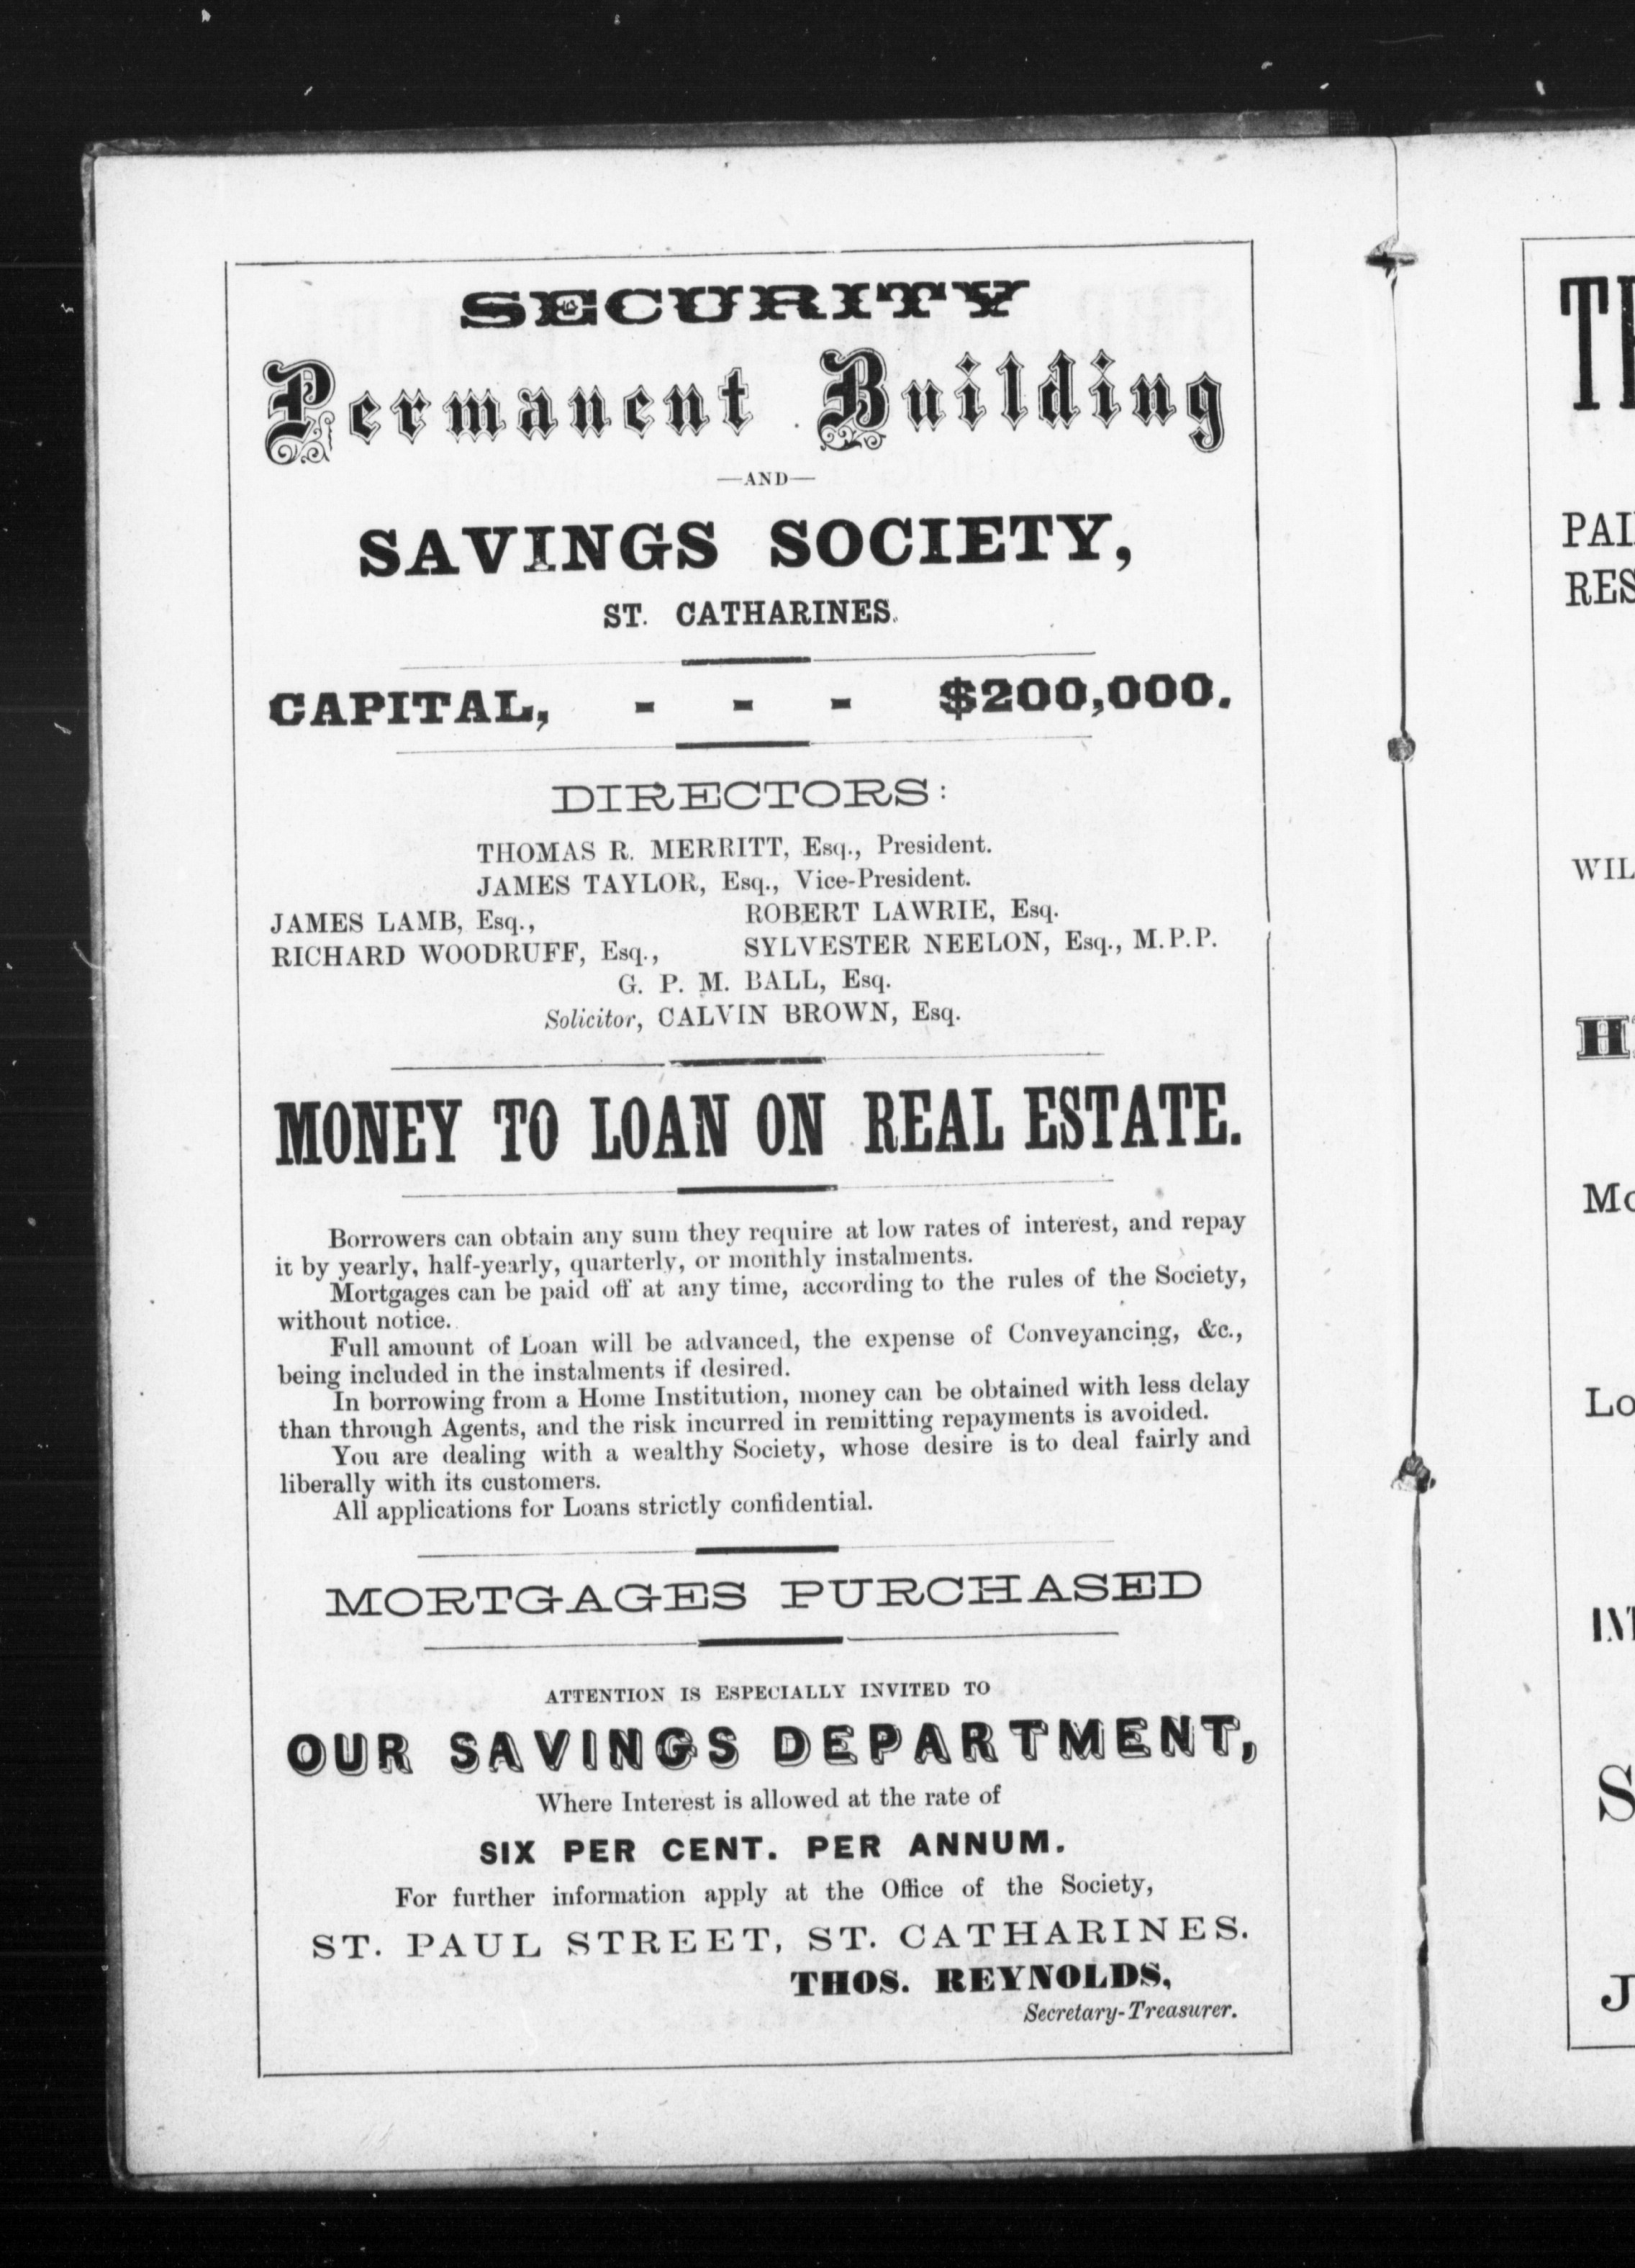 SECURITY
Permanent Building
—AND—
SAVINGS SOCIETY,
ST. CATHARINES.
CAPITAL, - - - $200,000.
DIRECTORS:
THOMAS R. MERRITT, Esq., President.
JAMES TAYLOR, Esq., Vice-President.
JAMES LAMB, Esq., ROBERT LAWRIE, Esq.
RICHARD WOODRUFF, Esq., SYLVESTER NEELON, Esq., M.P.P.
G. P. M. BALL, Esq.
Solicitor, CALVIN BROWN, Esq.
MONEY TO LOAN ON REAL ESTATE.
Borrowers can obtain any sum they require at low rates of interest, and repay
it by yearly, half-yearly, quarterly, or monthly instalments.
Mortgages can be paid off at any time, according to the rules of the Society,
without notice.
Full amount of Loan will be advanced, the expense of Conveyancing, &c.,
being included in the instalments if desired.
In borrowing from a Home Institution, money can be obtained with less delay
than through Agents, and the risk incurred in remitting repayments is avoided.
You are dealing with a wealthy Society, whose desire is to deal fairly and
liberally with its customers.
All applications for Loans strictly confidential.
MORTGAGES PURCHASED
ATTENTION IS ESPECIALLY INVITED TO
OUR SAVINGS DEPARTMENT,
Where Interest is allowed at the rate of
SIX PER CENT. PER ANNUM.
For further information apply at the Office of the Society,
ST. PAUL STREET, ST. CATHARINES.
THOS. REYNOLDS,
Secretary-Treasurer.
PAI
RES
WIL
Mo
Lo
S
J